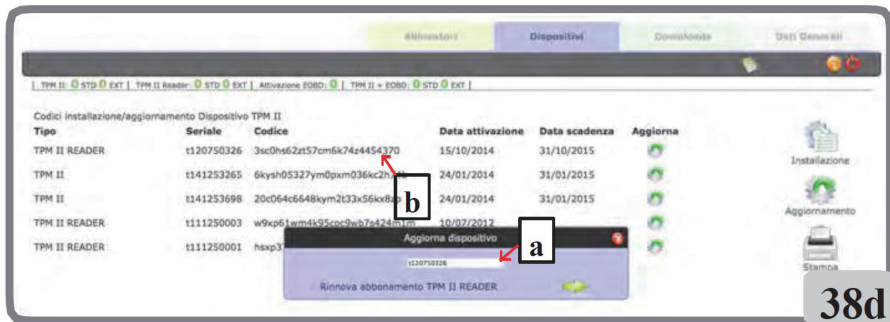 Abbonatori Dispositivi Downloads Dati Generali
| TPM II: 0 STD 0 EXT | TPM II Reader: 0 STD 0 EXT | Attivazione EOBD: 0 | TPM II + EOBD: 0 STD 0 EXT |
Codici installazione/aggiornamento Dispositivo TPM II
Tipo Seriale Codice Data attivazione Data scadenza Aggiorna
TPM II READER t120750326 3sc0hs62zt57cm6k74z4454370 15/10/2014 31/10/2015
Installazione
TPM II t141253265 24/01/2014 31/01/2015
TPM II t141253698 24/01/2014 31/01/2015
b
Aggiornamento
TPM II READER t111250003 w9xp61wm4k95coc9wb7s424m1m 10/07/2012
TPM II READER t111250001
Aggiorna dispositivo
a
t120750326
Rinnova abbonamento TPM II READER
Stampa
38d